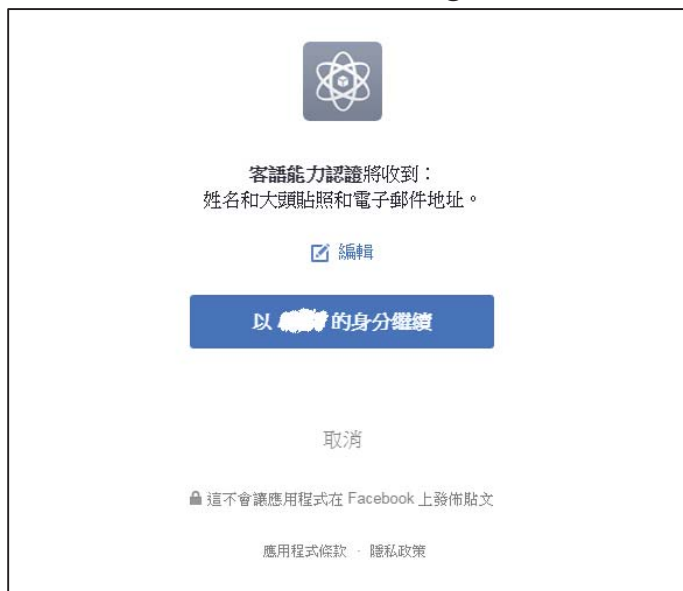 客語能力認證將收到：
姓名和大頭貼照和電子郵件地址。
編輯
以 的身分繼續
取消
這不會讓應用程式在 Facebook 上發佈貼文
應用程式條款 · 隱私政策